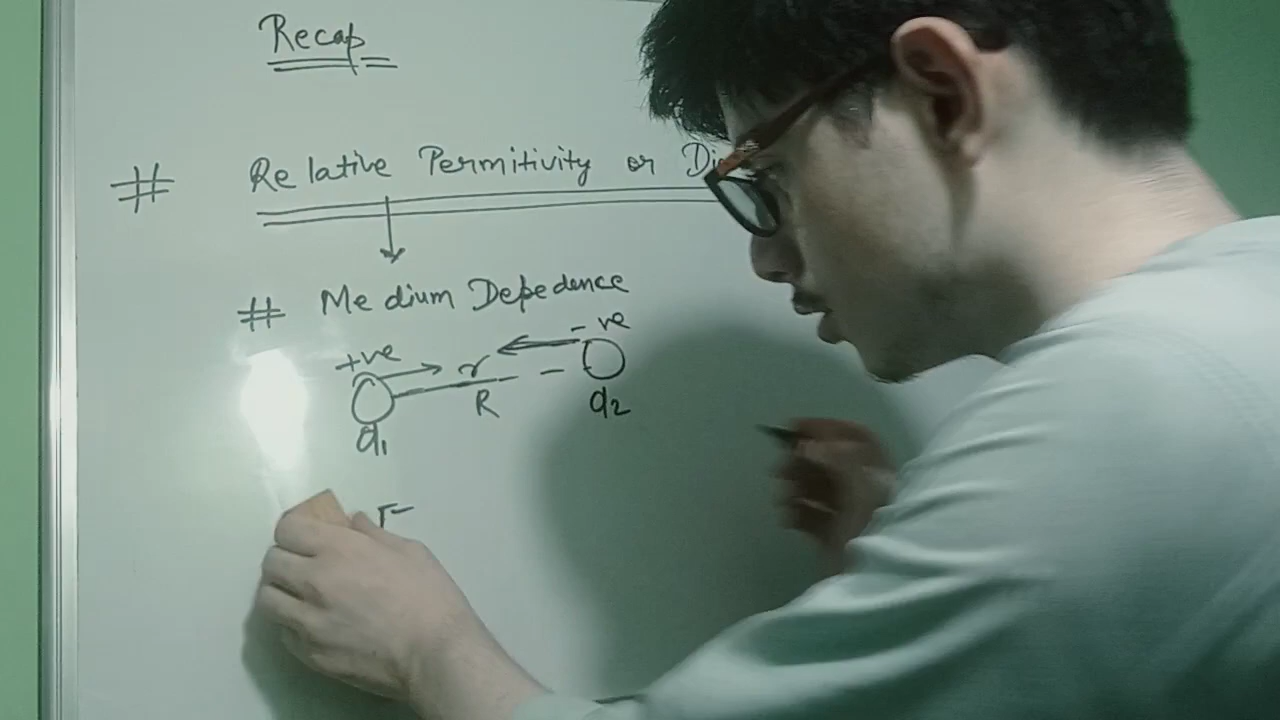 Recap
# Relative Permitivity or
# Medium Depedence
+ve r - ve
R
q1 q2
F